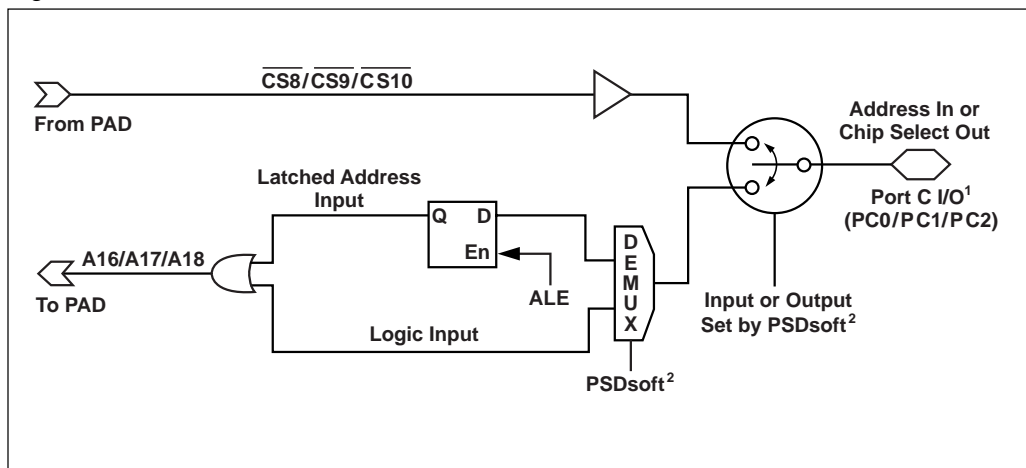 CS8/CS9/CS10
From PAD
Address In or
Chip Select Out
Port C I/O1
(PC0/PC1/PC2)
Latched Address
Input
Q D
En
ALE
DEMUX
A16/A17/A18
To PAD
Logic Input
PSDsoft2
Input or Output
Set by PSDsoft2